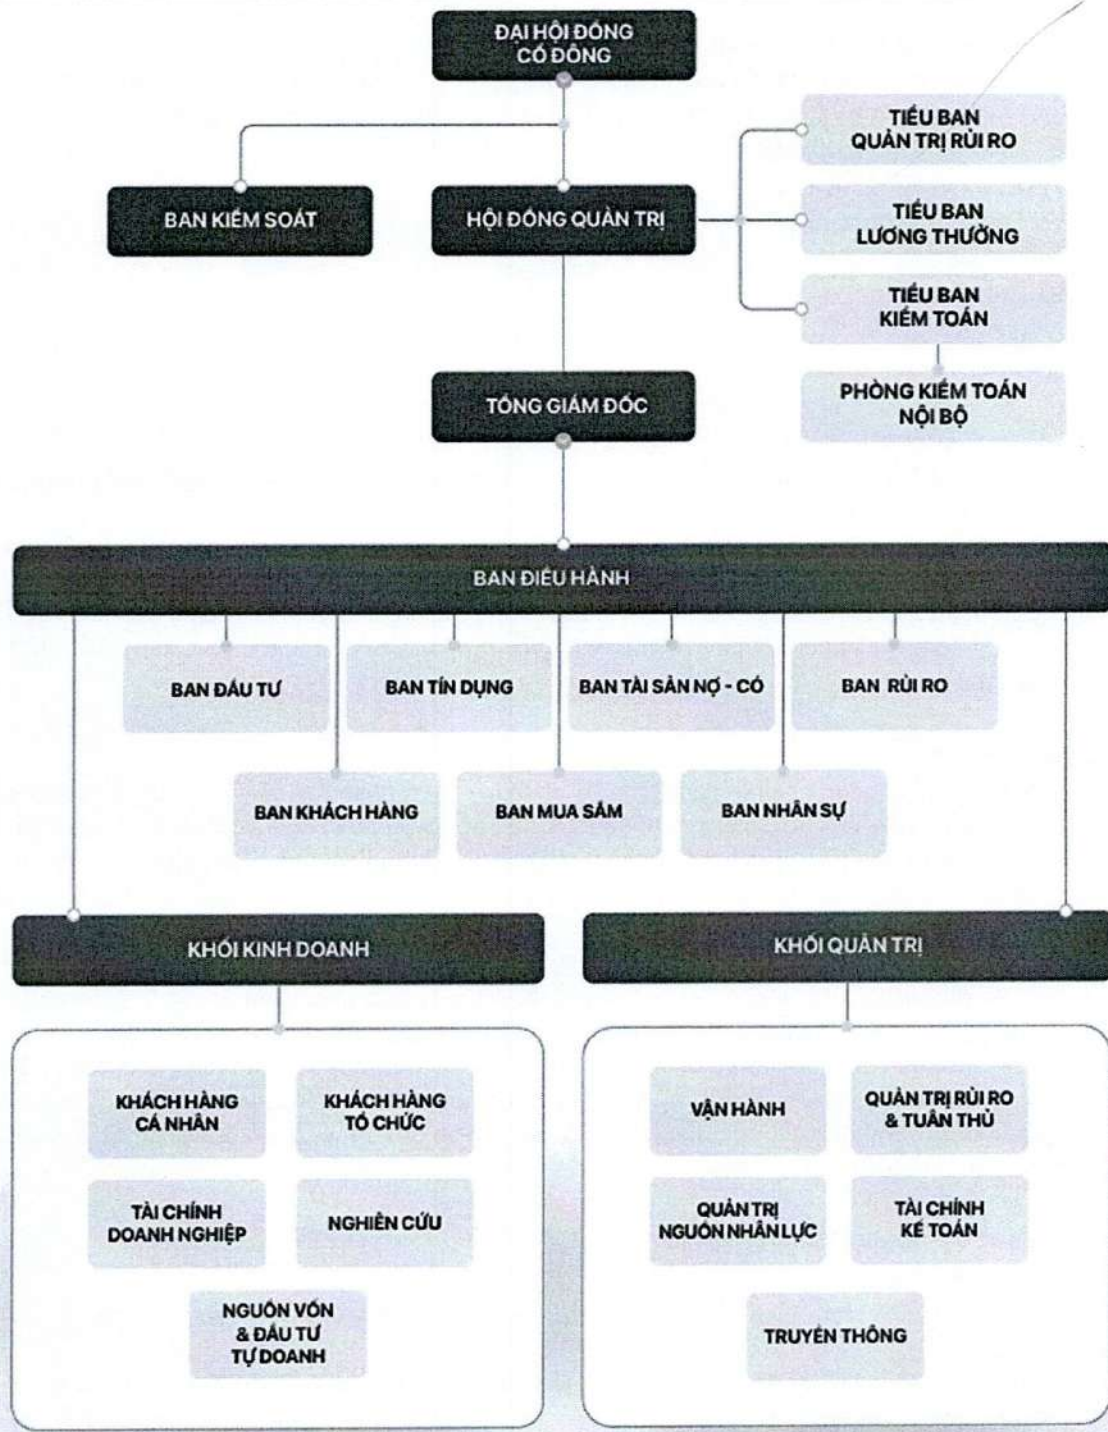 ĐẠI HỘI ĐỒNG
CỔ ĐÔNG
TIỂU BAN
QUẢN TRỊ RỦI RO
BAN KIỂM SOÁT
HỘI ĐỒNG QUẢN TRỊ
TIỂU BAN
LƯƠNG THƯỞNG
TIỂU BAN
KIỂM TOÁN
TỔNG GIÁM ĐỐC
PHÒNG KIỂM TOÁN
NỘI BỘ
BAN ĐIỀU HÀNH
BAN ĐẦU TƯ
BAN TÍN DỤNG
BAN TÀI SẢN NỢ - CÓ
BAN RỦI RO
BAN KHÁCH HÀNG
BAN MUA SẮM
BAN NHÂN SỰ
KHỐI KINH DOANH
KHÁCH HÀNG
CÁ NHÂN
KHÁCH HÀNG
TỔ CHỨC
TÀI CHÍNH
DOANH NGHIỆP
NGHIÊN CỨU
NGUỒN VỐN
& ĐẦU TƯ
TỰ DOANH
KHỐI QUẢN TRỊ
VẬN HÀNH
QUẢN TRỊ RỦI RO
& TUÂN THỦ
QUẢN TRỊ
NGUỒN NHÂN LỰC
TÀI CHÍNH
KẾ TOÁN
TRUYỀN THÔNG